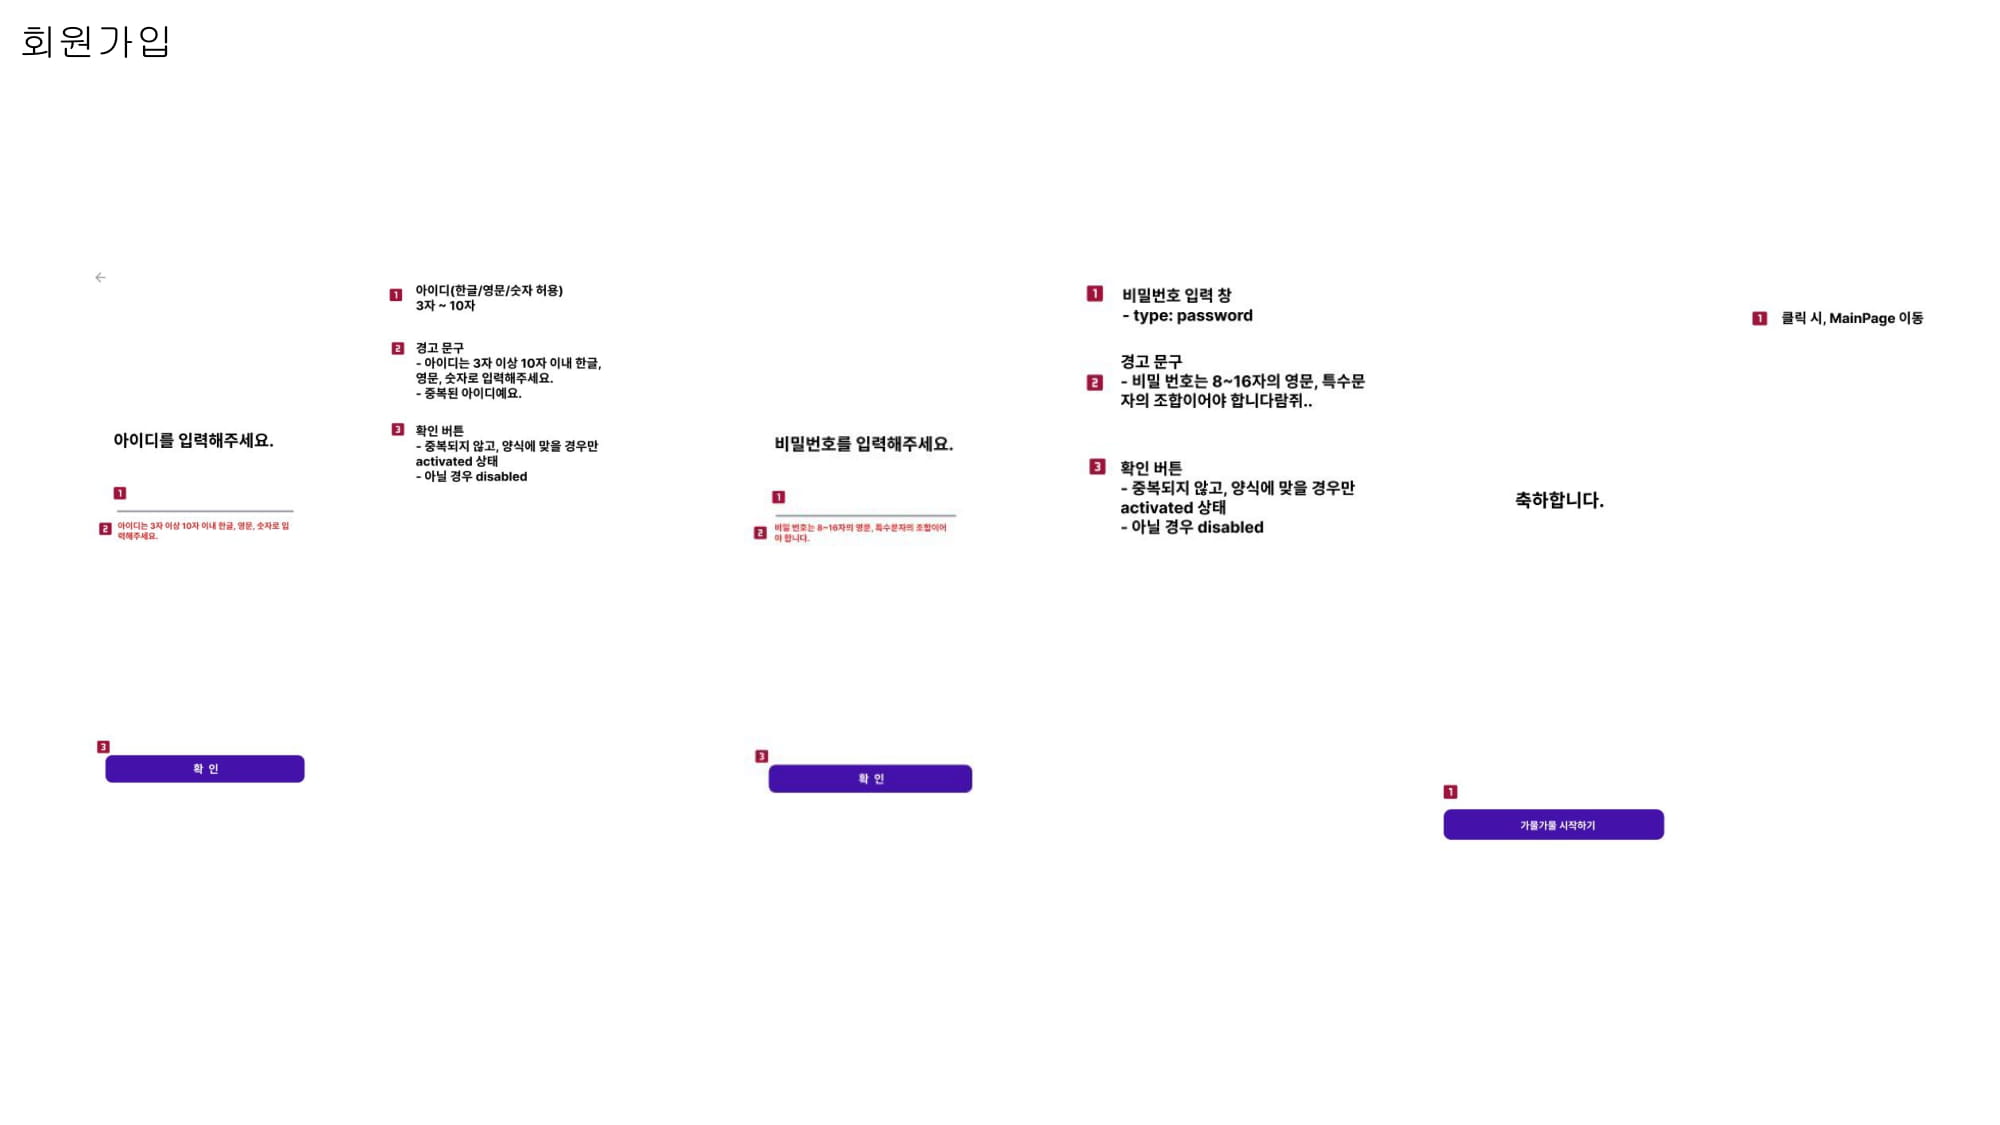 회원가입
←
아이디를 입력해주세요.
1
2 아이디는 3자 이상 10자 이내 한글, 영문, 숫자로 입
력해주세요.
3
확 인
1 아이디(한글/영문/숫자 허용)
3자 ~ 10자
2 경고 문구
- 아이디는 3자 이상 10자 이내 한글,
영문, 숫자로 입력해주세요.
- 중복된 아이디예요.
3 확인 버튼
- 중복되지 않고, 양식에 맞을 경우만
activated 상태
- 아닐 경우 disabled
비밀번호를 입력해주세요.
1
2 비밀 번호는 8~16자의 영문, 특수문자의 조합이어
야 합니다.
3
확 인
1 비밀번호 입력 창
- type: password
경고 문구
2 - 비밀 번호는 8~16자의 영문, 특수문
자의 조합이어야 합니다람쥐..
3 확인 버튼
- 중복되지 않고, 양식에 맞을 경우만
activated 상태
- 아닐 경우 disabled
축하합니다.
1
가물가물 시작하기
1 클릭 시, MainPage 이동